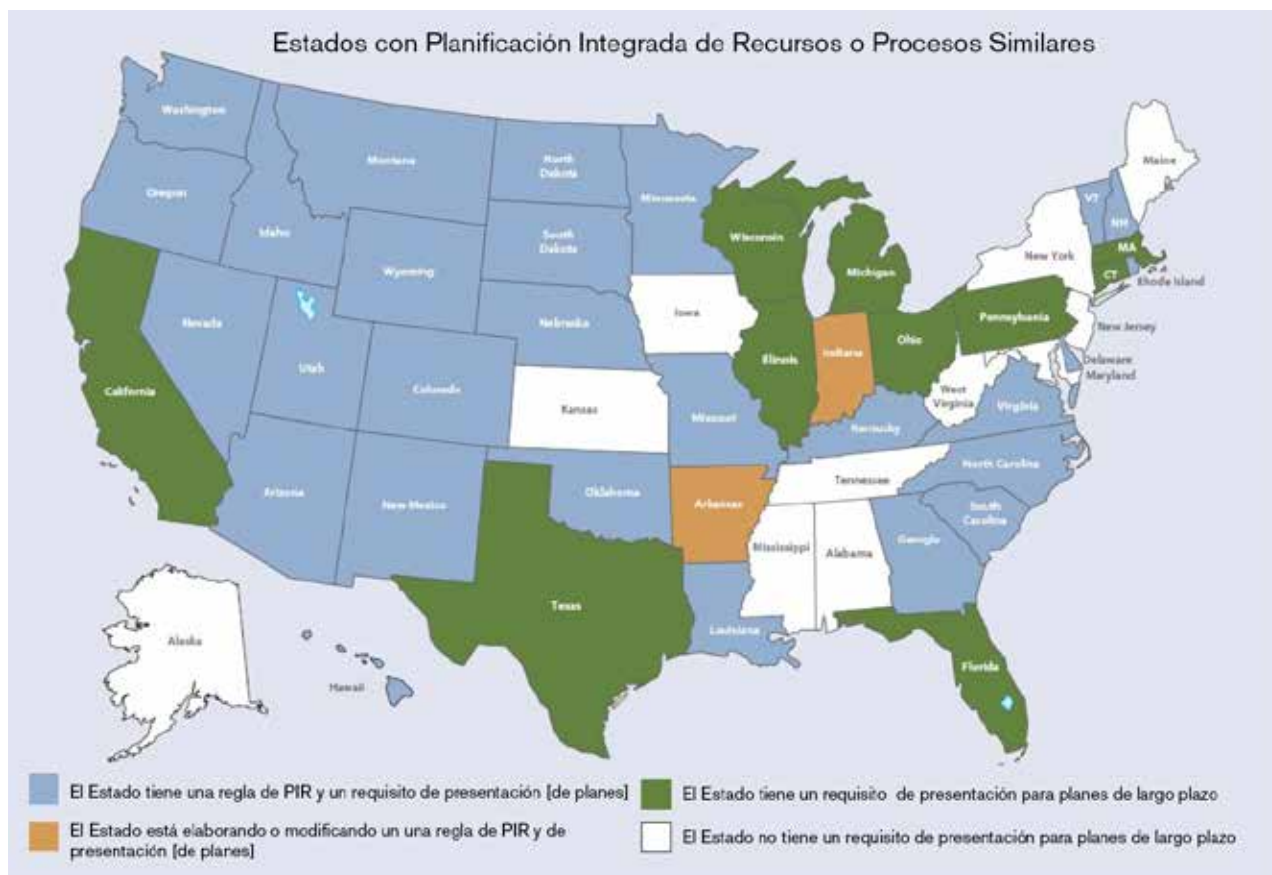 Estados con Planificación Integrada de Recursos o Procesos Similares
Washington
Oregon
Idaho
Montana
Wyoming
North
Dakota
South
Dakota
Nebraska
Minnesota
Iowa
Wisconsin
Michigan
Illinois
Indiana
Ohio
Pennsylvania
New York
Maine
VT
NH
MA
CT
Rhode Island
New Jersey
Delaware
Maryland
West
Virginia
Virginia
Kentucky
North Carolina
South
Carolina
Tennessee
Georgia
Alabama
Mississippi
Florida
Louisiana
Arkansas
Missouri
Kansas
Oklahoma
Texas
New Mexico
Colorado
Utah
Nevada
Arizona
California
Alaska
Hawaii
El Estado tiene una regla de PIR y un requisito de presentación [de planes]
El Estado está elaborando o modificando un una regla de PIR y de
presentación [de planes]
El Estado tiene un requisito de presentación para planes de largo plazo
El Estado no tiene un requisito de presentación para planes de largo plazo